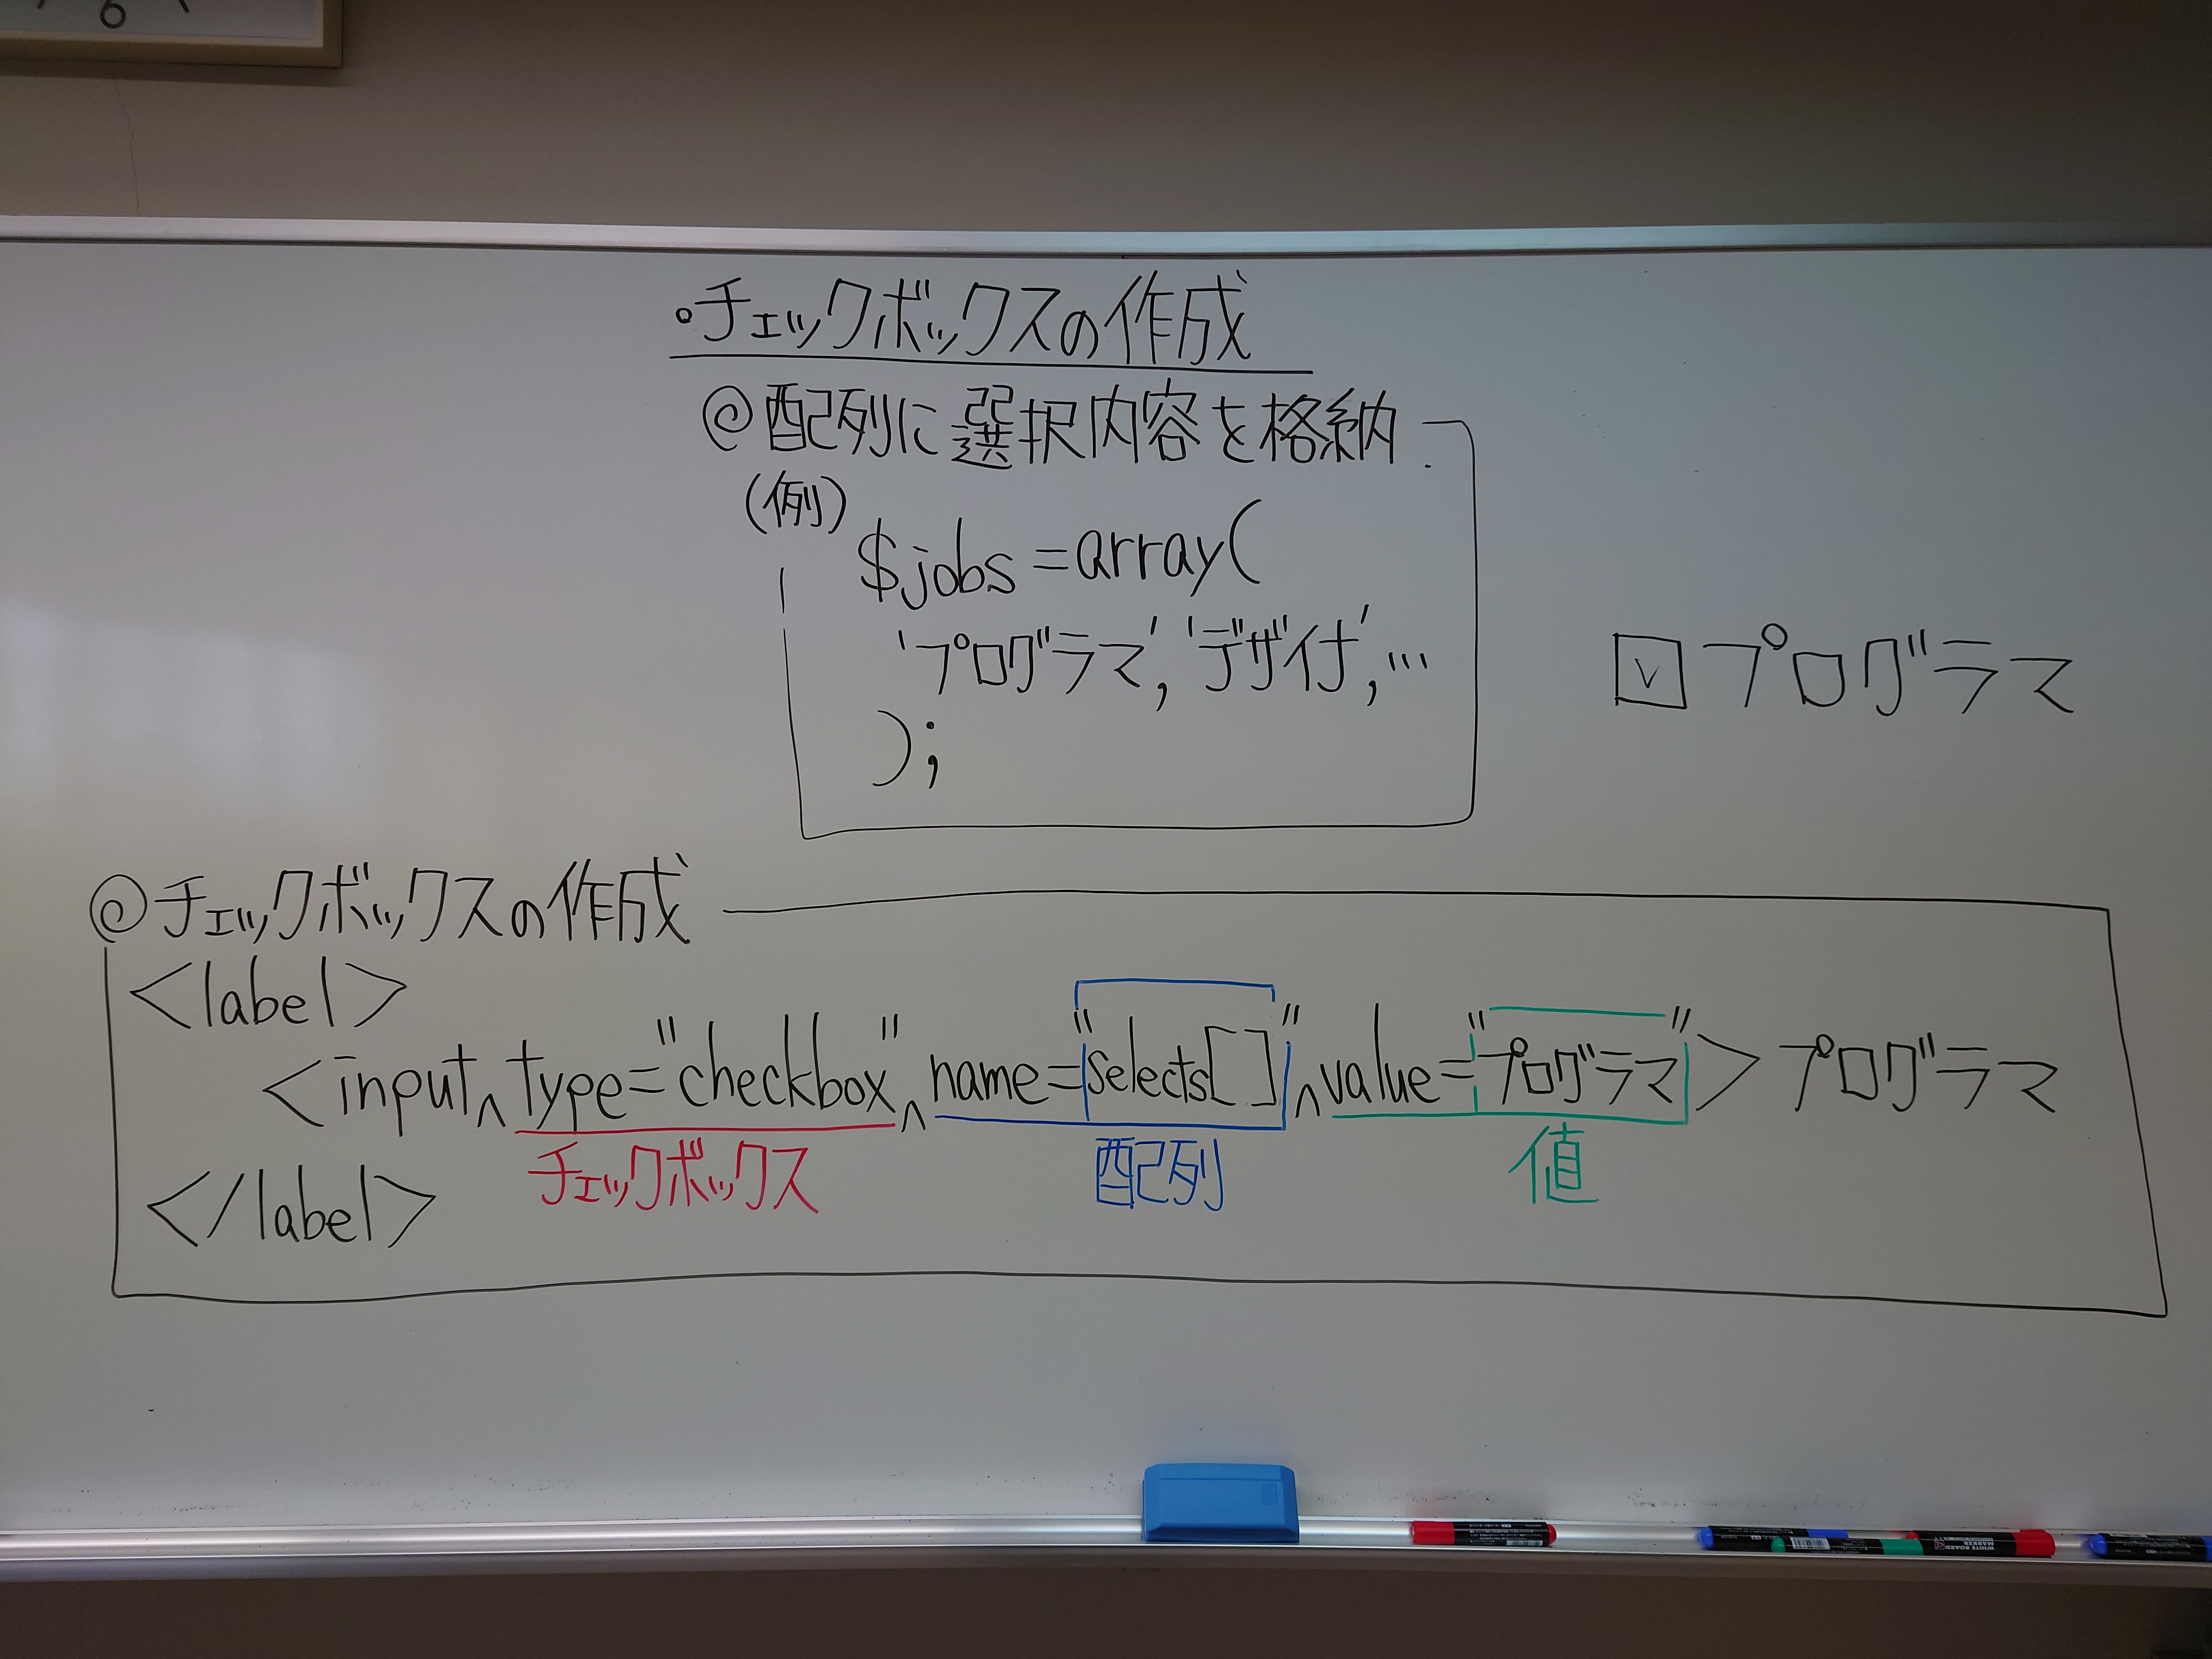 6
・チェックボックスの作成
@配列に選択内容を格納
(例)
$jobs=array(
'プログラマ','デザイナ',…
);
☑プログラマ
@チェックボックスの作成
<label>
<input^type="checkbox"^name="selects[]"^value="プログラマ">プログラマ
チェックボックス 配列 値
</label>
WHITE BOARD MARKER